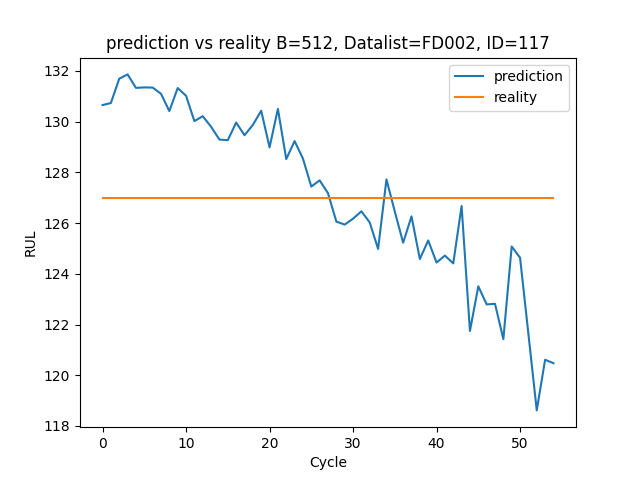 prediction vs reality B=512, Datalist=FD002, ID=117
prediction
reality
132
130
128
126
124
122
120
118
RUL
0 10 20 30 40 50
Cycle